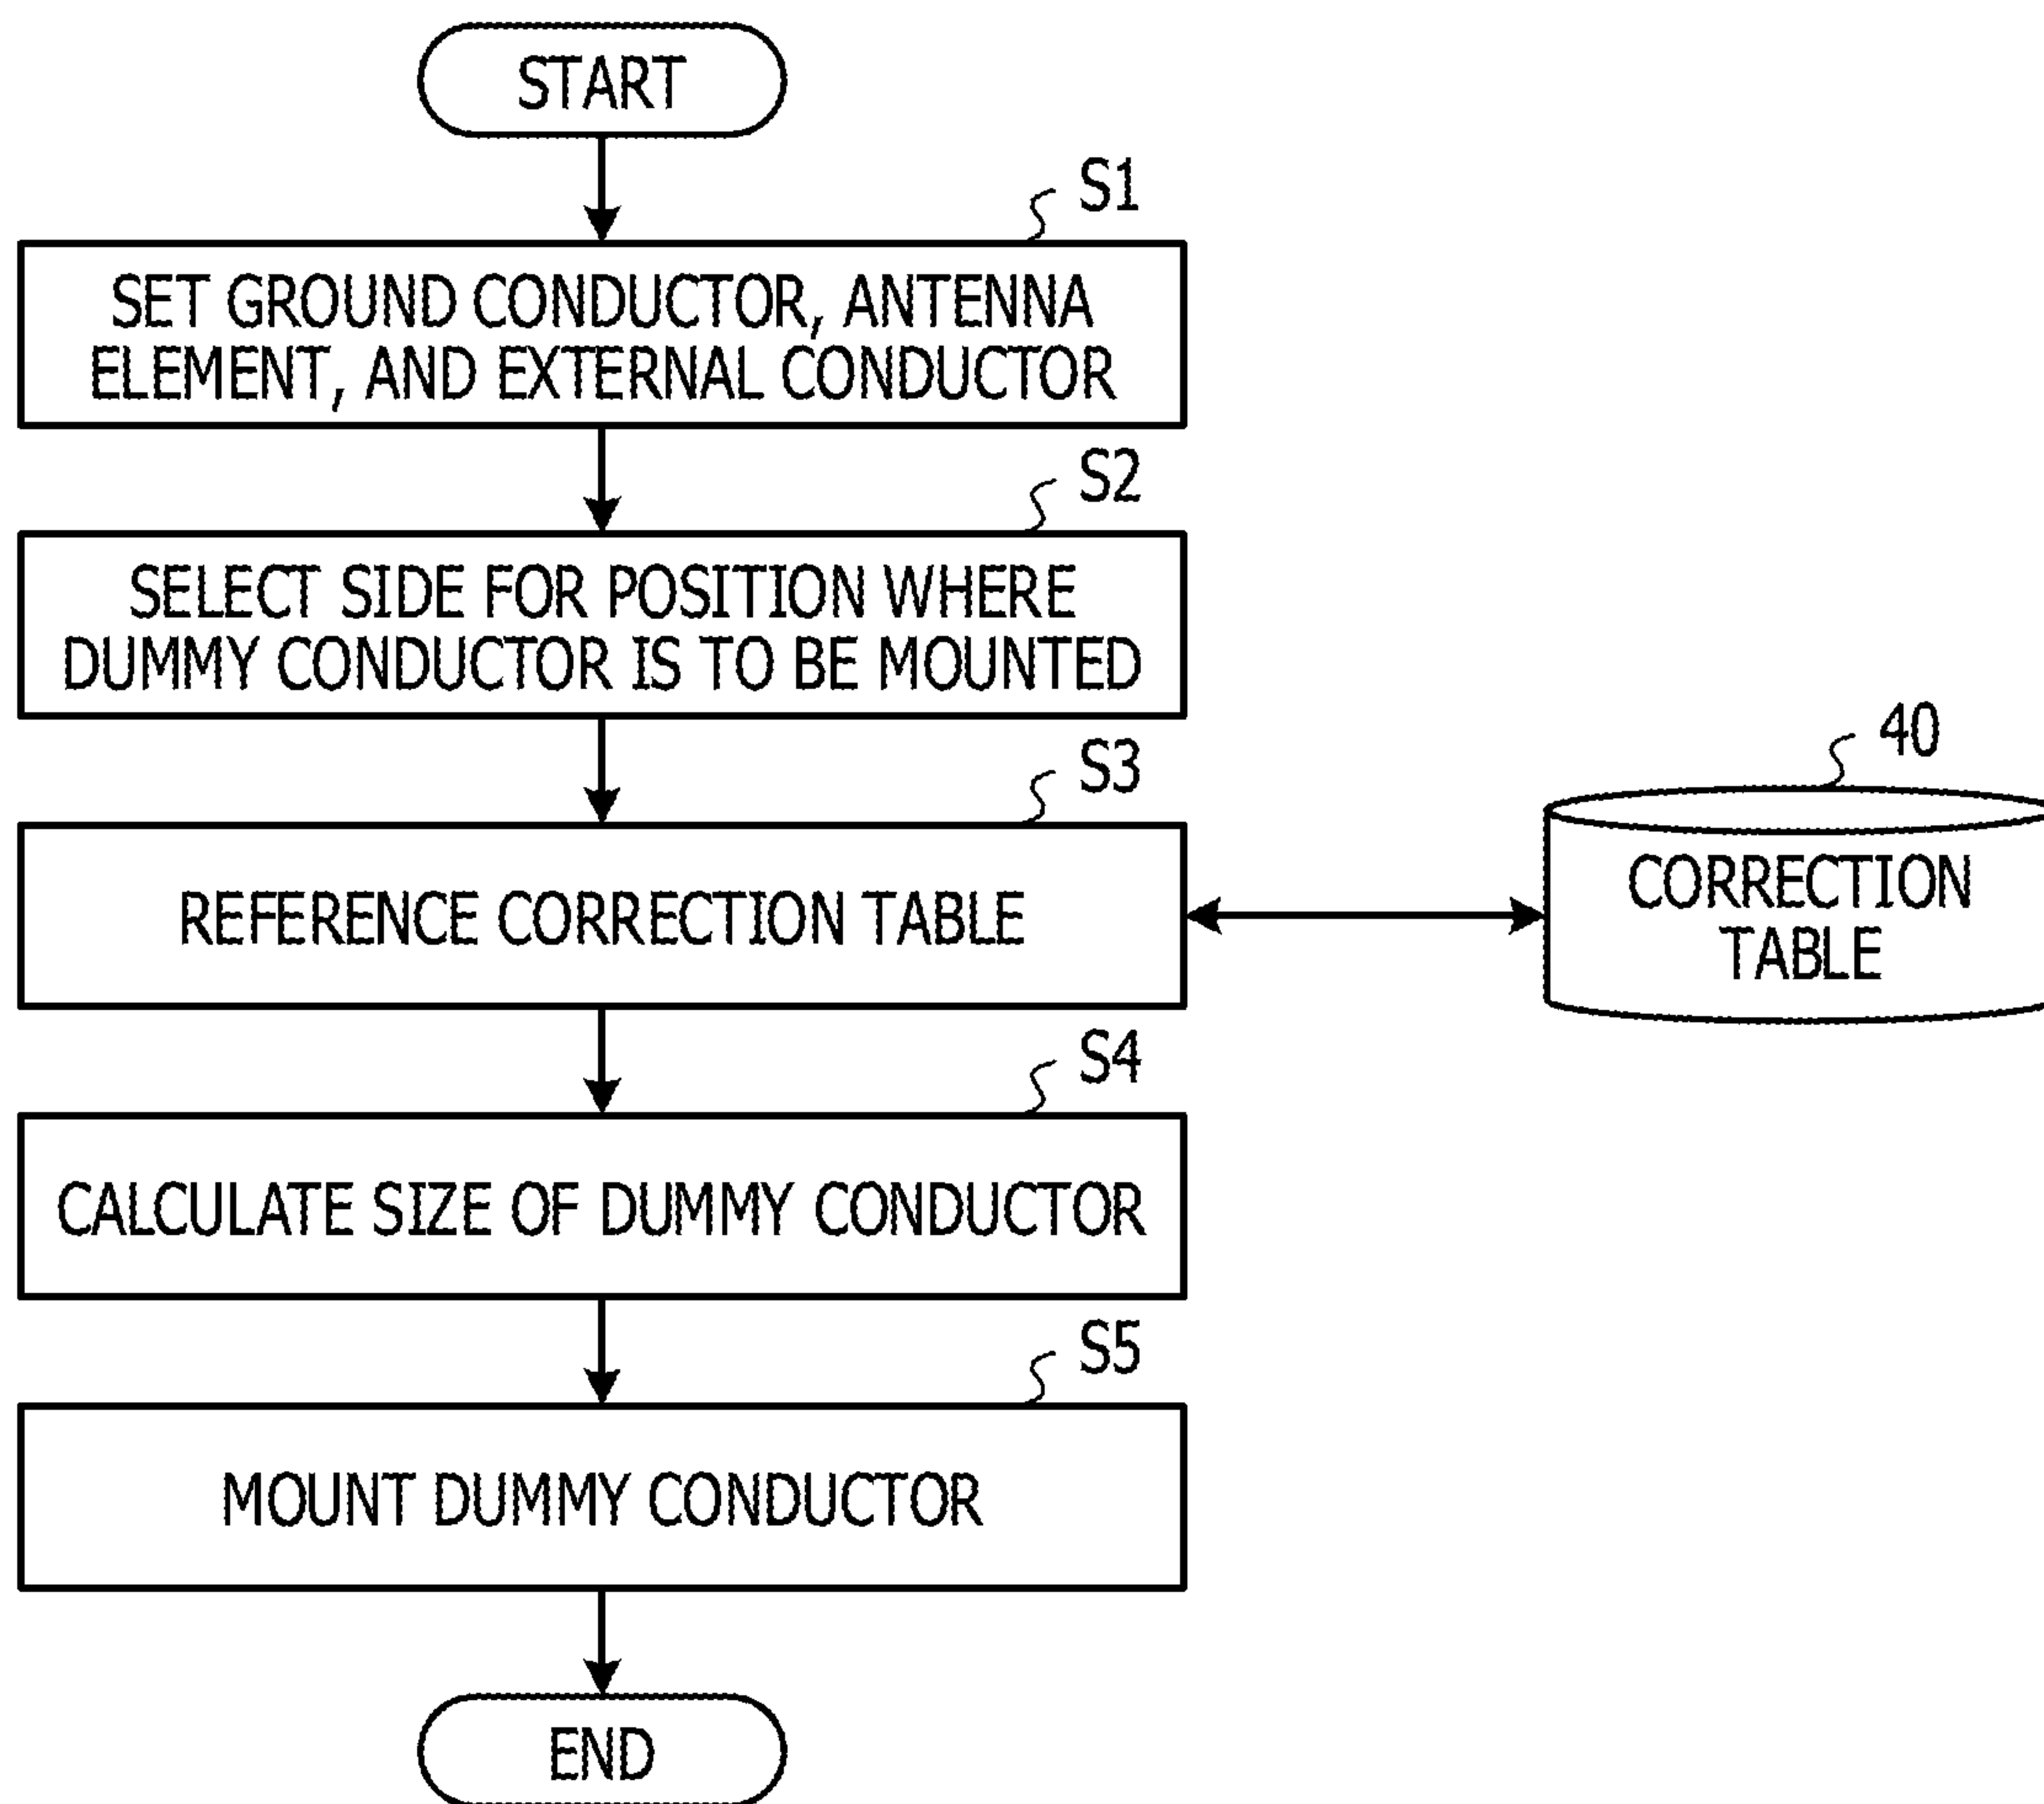 START
S1
SET GROUND CONDUCTOR, ANTENNA
ELEMENT, AND EXTERNAL CONDUCTOR
S2
SELECT SIDE FOR POSITION WHERE
DUMMY CONDUCTOR IS TO BE MOUNTED
S3
REFERENCE CORRECTION TABLE
40
CORRECTION
TABLE
S4
CALCULATE SIZE OF DUMMY CONDUCTOR
S5
MOUNT DUMMY CONDUCTOR
END